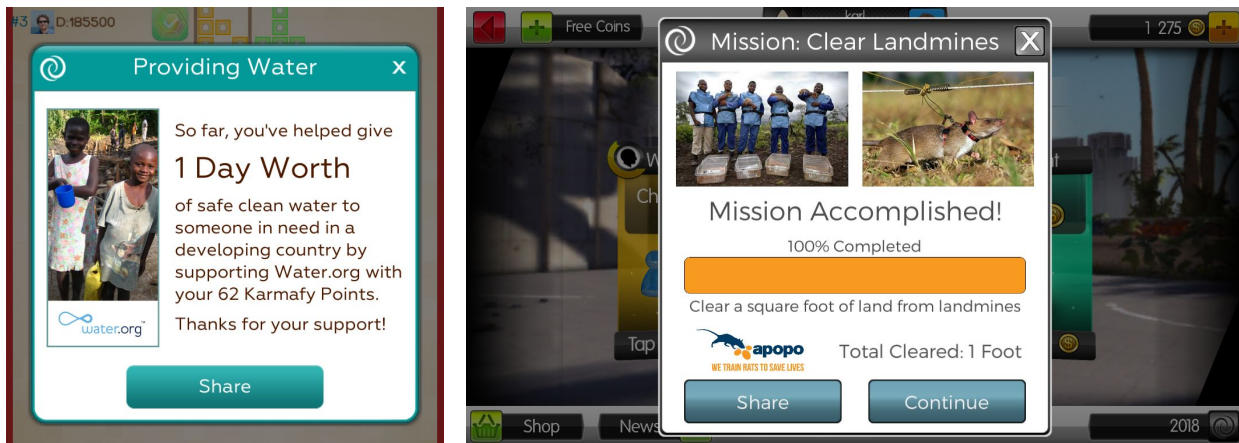 #3 D:185500
Providing Water
X
So far, you've helped give
1 Day Worth
of safe clean water to
someone in need in a
developing country by
supporting Water.org with
your 62 Karmafy Points.
Thanks for your support!
water.org™
Share
Free Coins
karl
1 275
Mission: Clear Landmines
X
Mission Accomplished!
100% Completed
Clear a square foot of land from landmines
apopo
WE TRAIN RATS TO SAVE LIVES
Total Cleared: 1 Foot
Share
Continue
Tap
Shop
News
2018